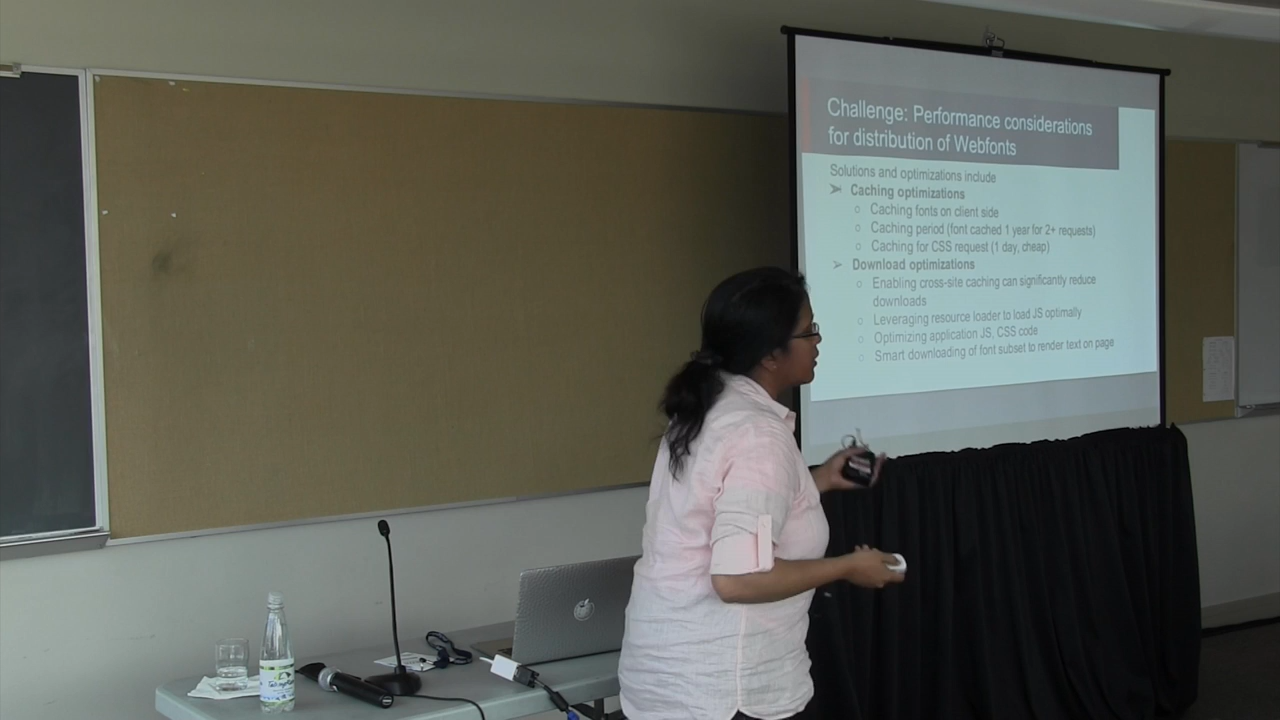 Challenge: Performance considerations
for distribution of Webfonts
Solutions and optimizations include
➢ Caching optimizations
○ Caching fonts on client side
○ Caching period (font cached 1 year for 2+ requests)
○ Caching for CSS request (1 day, cheap)
➢ Download optimizations
○ Enabling cross-site caching can significantly reduce
downloads
○ Leveraging resource loader to load JS optimally
○ Optimizing application JS, CSS code
○ Smart downloading of font subset to render text on page